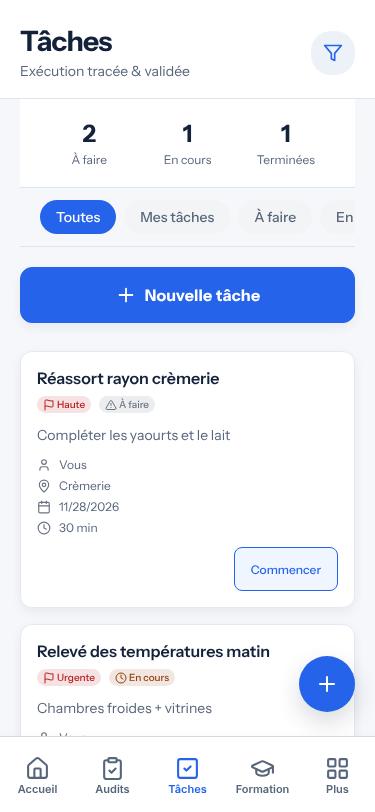 Tâches
Exécution tracée & validée
2 1 1
À faire En cours Terminées
Toutes Mes tâches À faire En
Nouvelle tâche
Réassort rayon crèmerie
Haute À faire
Compléter les yaourts et le lait
Vous
Crèmerie
11/28/2026
30 min
Commencer
Relevé des températures matin
Urgente En cours
Chambres froides + vitrines
Accueil Audits Tâches Formation Plus